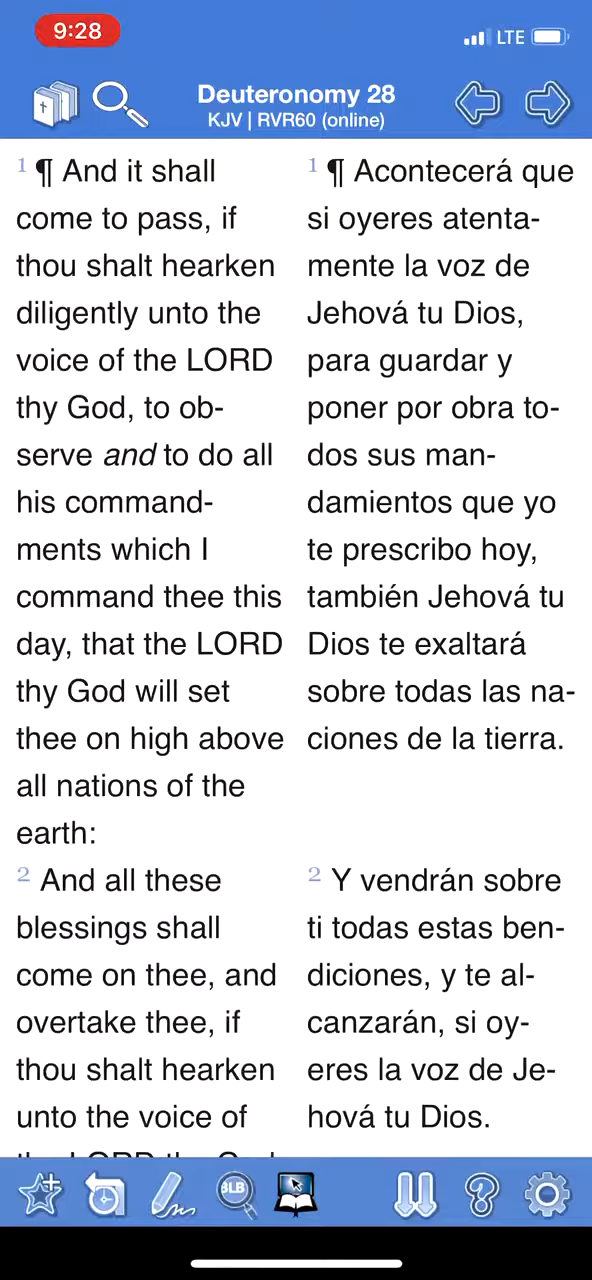 9:28
LTE
Deuteronomy 28
KJV | RVR60 (online)
1 ¶ And it shall
come to pass, if
thou shalt hearken
diligently unto the
voice of the LORD
thy God, to ob-
serve and to do all
his command-
ments which I
command thee this
day, that the LORD
thy God will set
thee on high above
all nations of the
earth:
2 And all these
blessings shall
come on thee, and
overtake thee, if
thou shalt hearken
unto the voice of
1 ¶ Acontecerá que
si oyeres atenta-
mente la voz de
Jehová tu Dios,
para guardar y
poner por obra to-
dos sus man-
damientos que yo
te prescribo hoy,
también Jehová tu
Dios te exaltará
sobre todas las na-
ciones de la tierra.
2 Y vendrán sobre
ti todas estas ben-
diciones, y te al-
canzarán, si oy-
eres la voz de Je-
hová tu Dios.
BLB